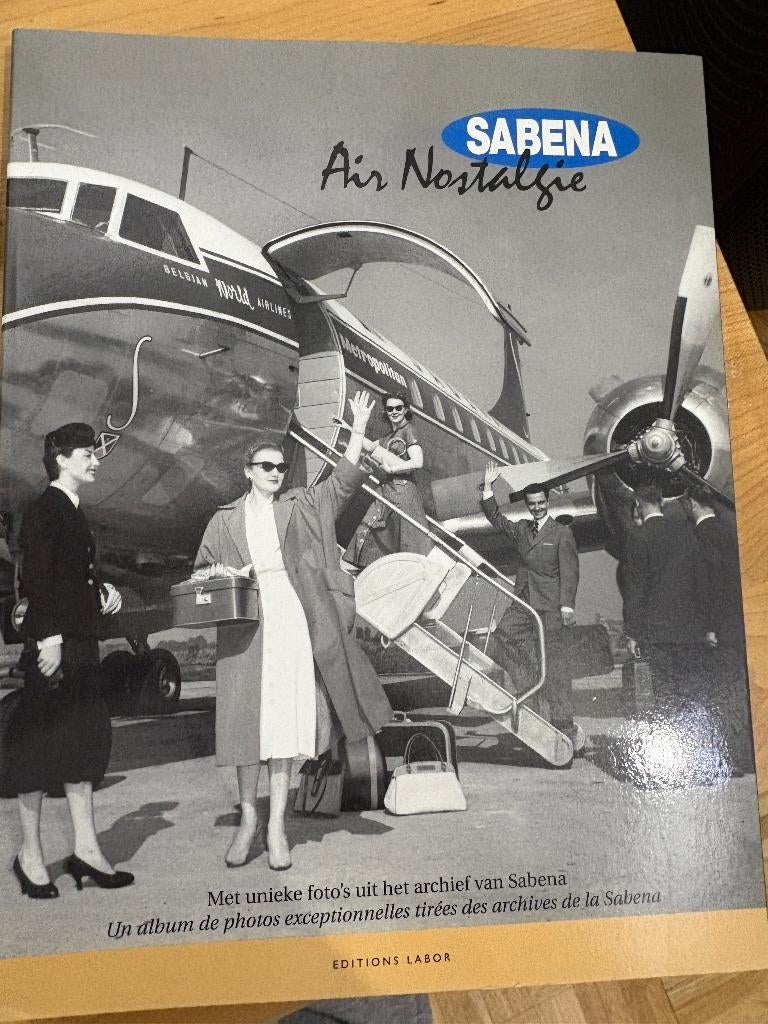 SABENA
Air Nostalgie
BELGIAN World AIRLINES
Metropolitan
S
Met unieke foto's uit het archief van Sabena
Un album de photos exceptionnelles tirées des archives de la Sabena
EDITIONS LABOR